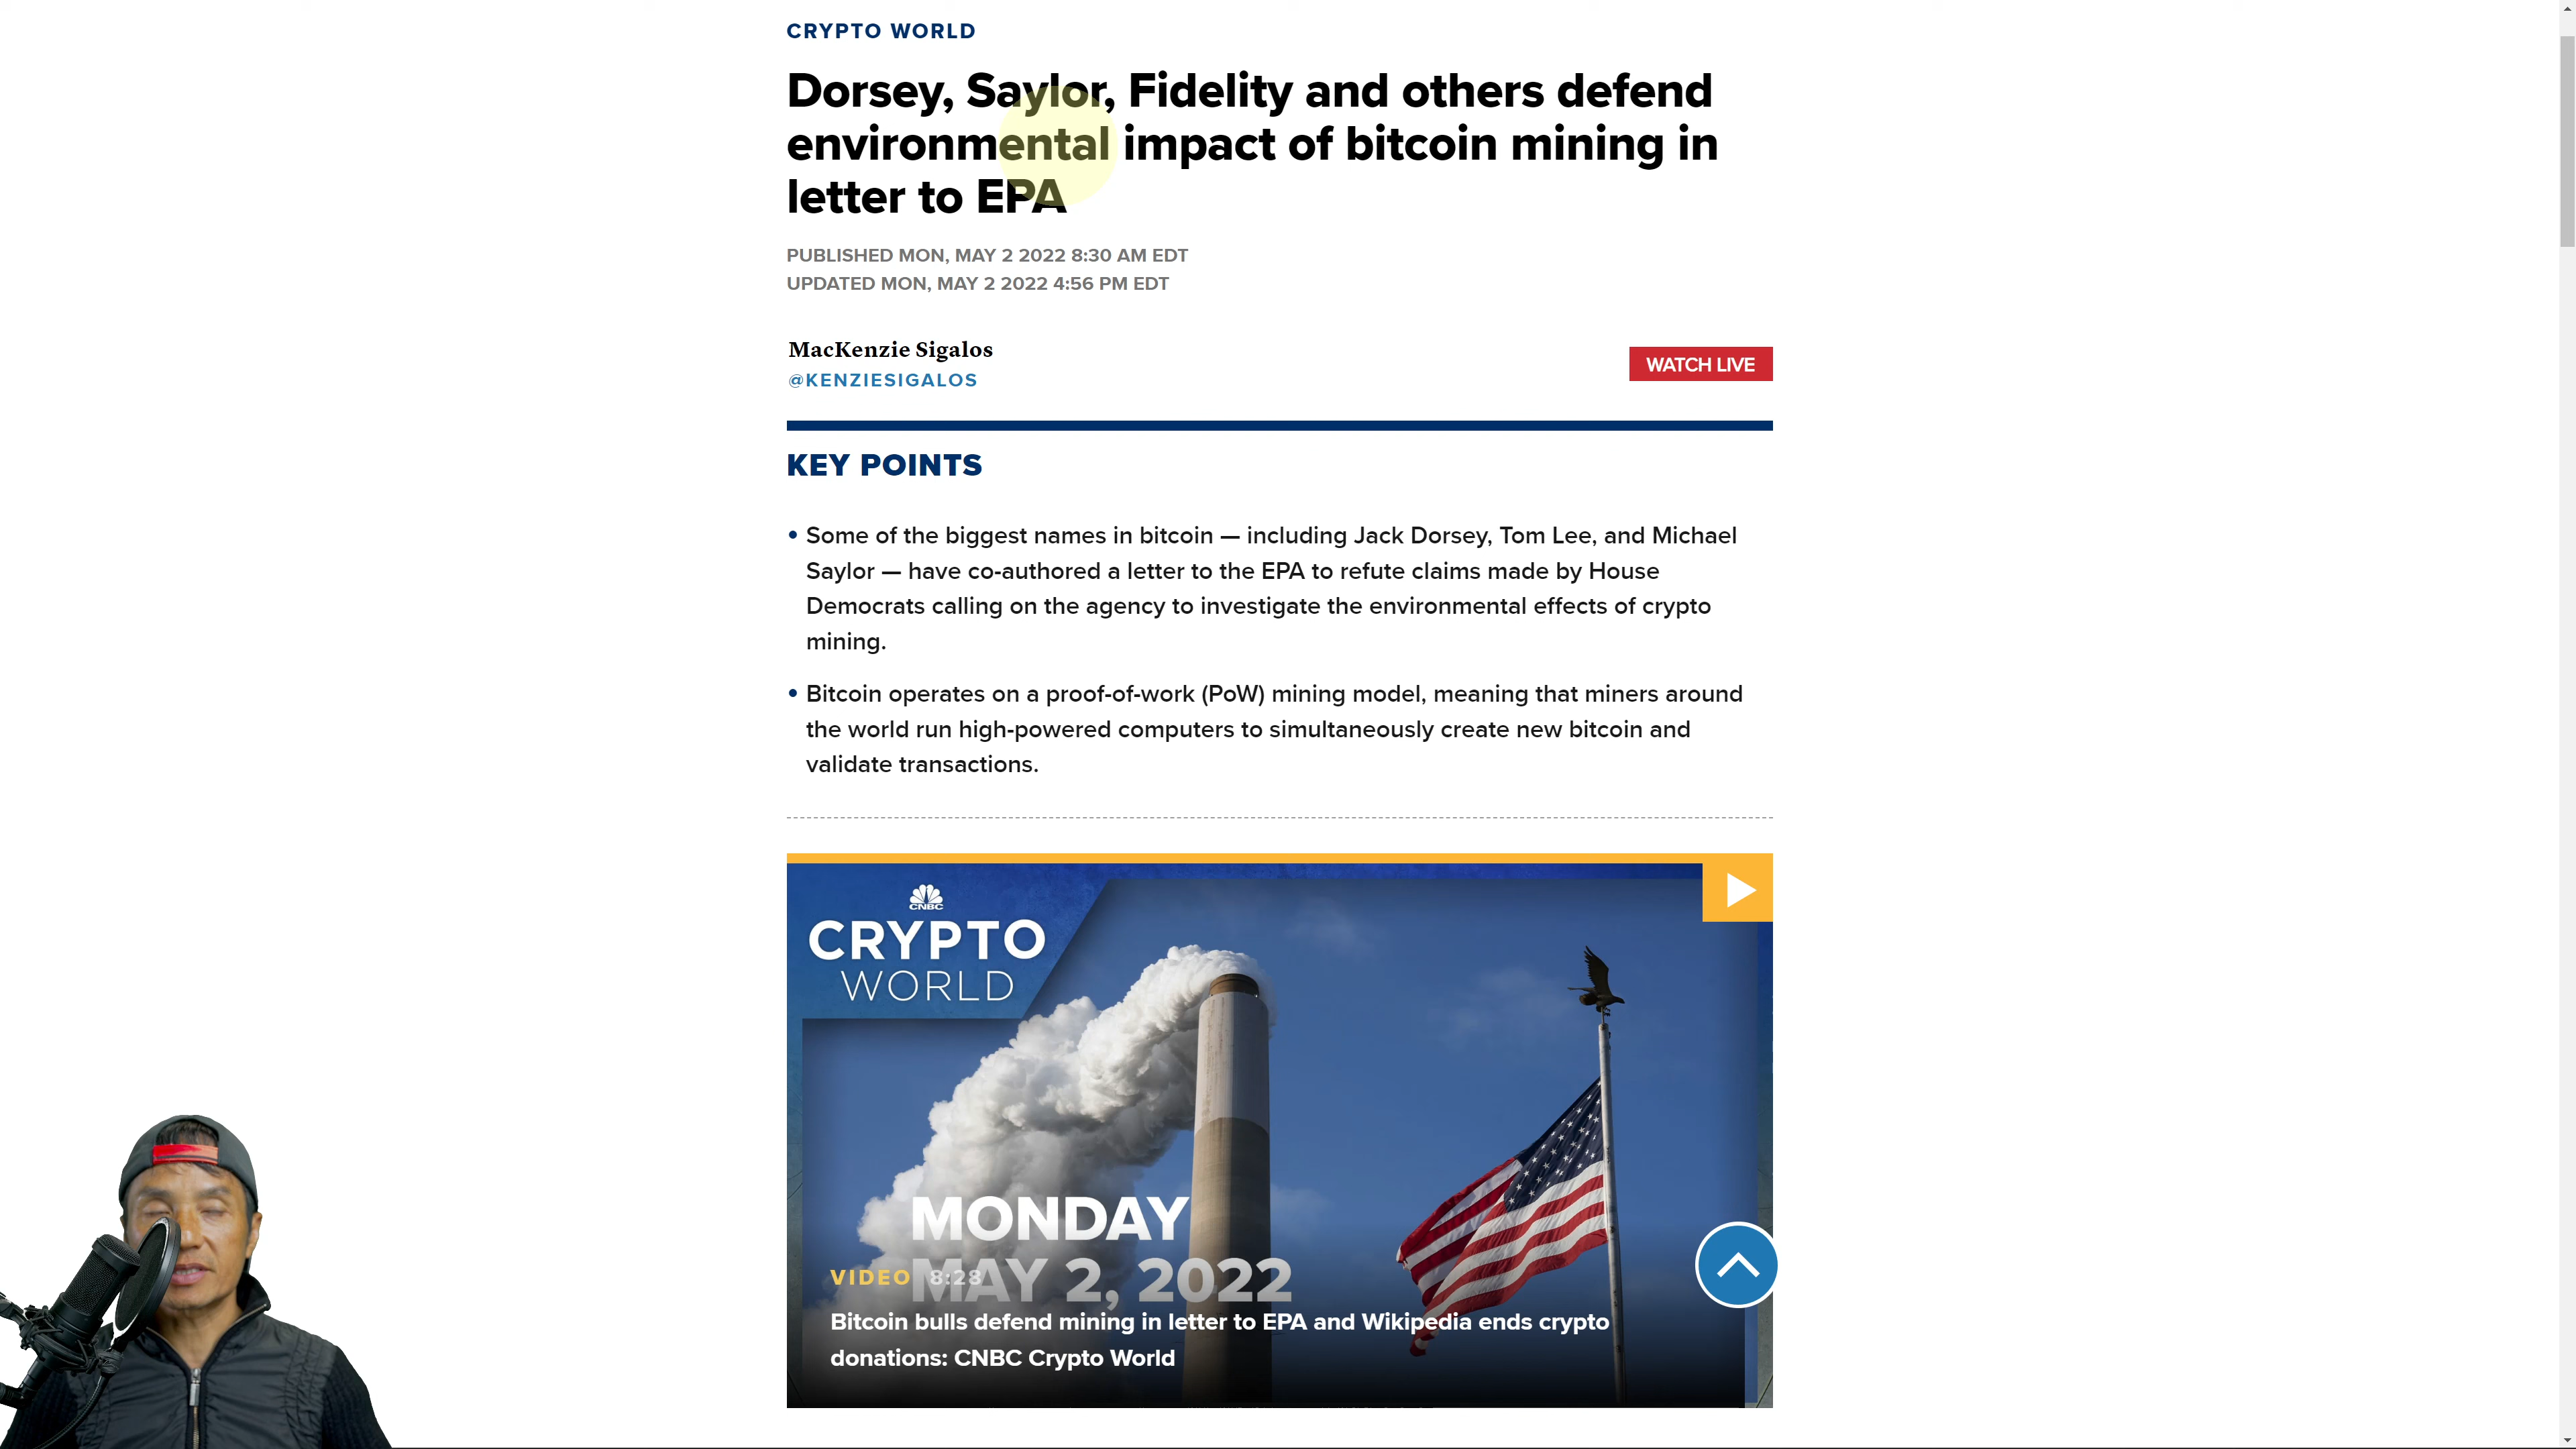 CRYPTO WORLD
Dorsey, Saylor, Fidelity and others defend
environmental impact of bitcoin mining in
letter to EPA
PUBLISHED MON, MAY 2 2022 8:30 AM EDT
UPDATED MON, MAY 2 2022 4:56 PM EDT
MacKenzie Sigalos
@KENZIESIGALOS
WATCH LIVE
KEY POINTS
• Some of the biggest names in bitcoin — including Jack Dorsey, Tom Lee, and Michael
Saylor — have co-authored a letter to the EPA to refute claims made by House
Democrats calling on the agency to investigate the environmental effects of crypto
mining.
• Bitcoin operates on a proof-of-work (PoW) mining model, meaning that miners around
the world run high-powered computers to simultaneously create new bitcoin and
validate transactions.
CNBC
CRYPTO
WORLD
MONDAY
MAY 2, 2022
VIDEO 8:28
Bitcoin bulls defend mining in letter to EPA and Wikipedia ends crypto
donations: CNBC Crypto World